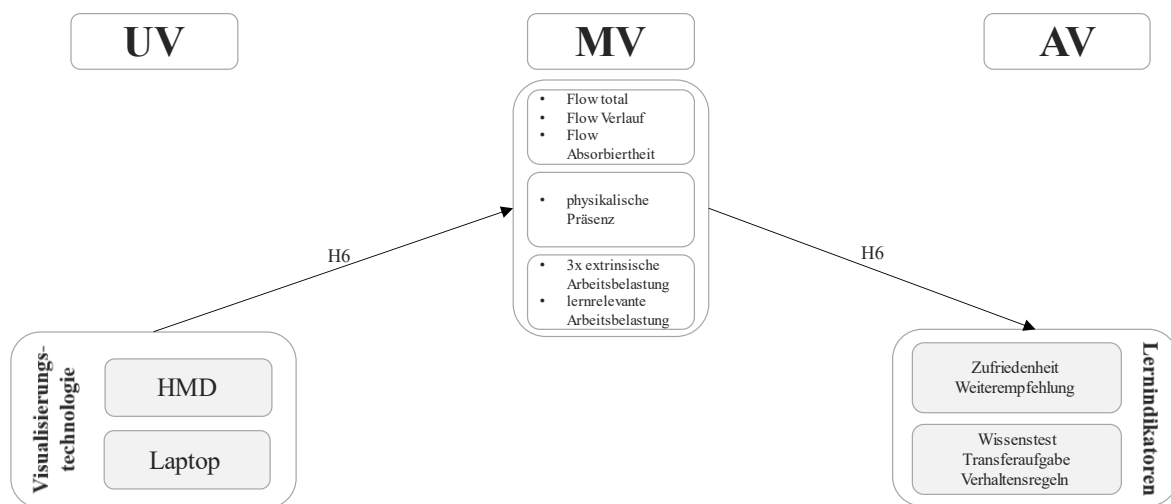 UV
MV
AV
• Flow total
• Flow Verlauf
• Flow
Absorbiertheit
• physikalische
Präsenz
• 3x extrinsische
Arbeitsbelastung
• lernrelevante
Arbeitsbelastung
H6
H6
Visualisierungs-
technologie
HMD
Laptop
Zufriedenheit
Weiterempfehlung
Wissenstest
Transferaufgabe
Verhaltensregeln
Lernindikatoren